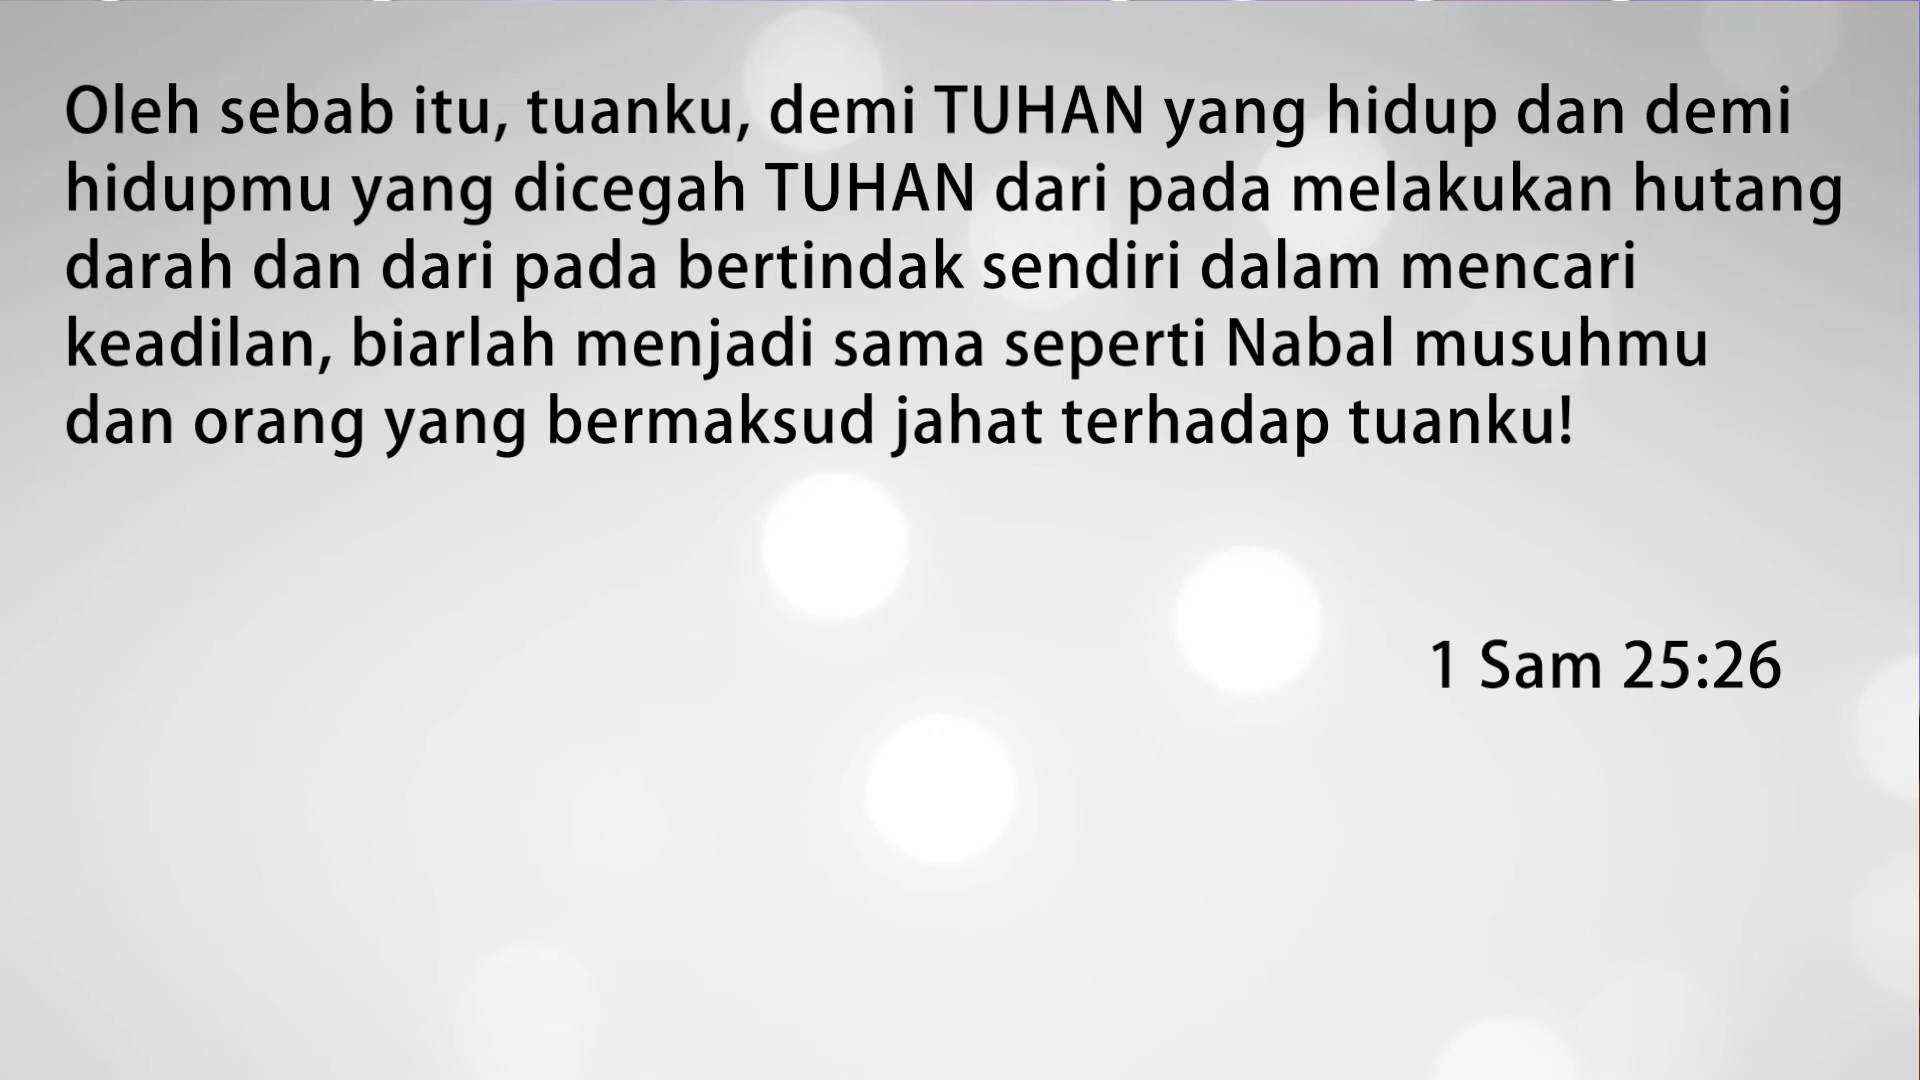 Oleh sebab itu, tuanku, demi TUHAN yang hidup dan demi
hidupmu yang dicegah TUHAN dari pada melakukan hutang
darah dan dari pada bertindak sendiri dalam mencari
keadilan, biarlah menjadi sama seperti Nabal musuhmu
dan orang yang bermaksud jahat terhadap tuanku!
1 Sam 25:26